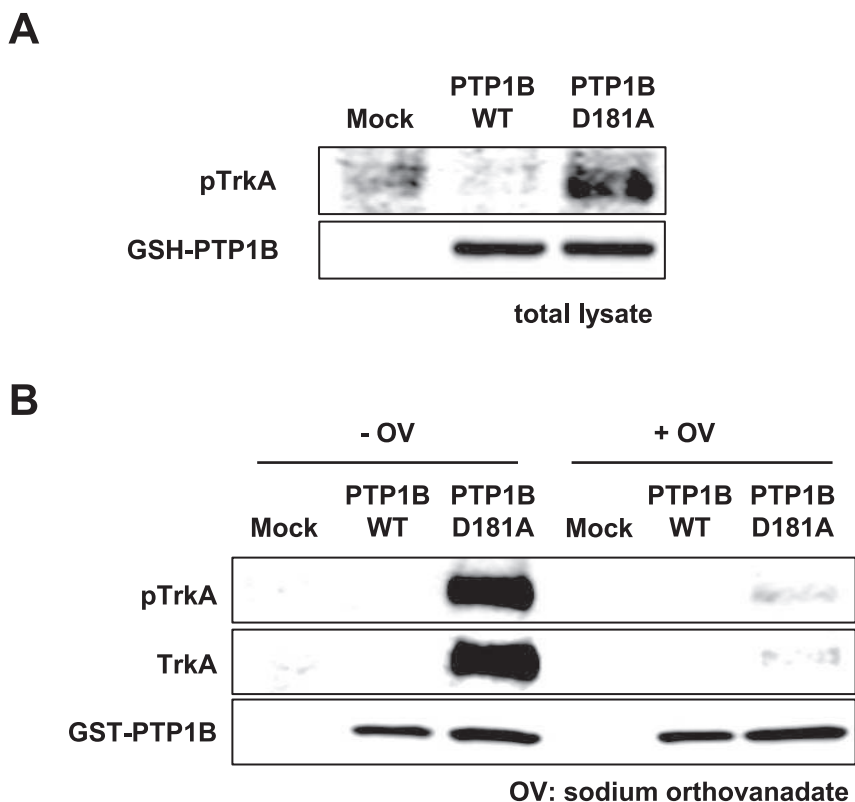 A
Mock
PTP1B
WT
PTP1B
D181A
pTrkA
GSH-PTP1B
total lysate
B
- OV
+ OV
Mock
PTP1B
WT
PTP1B
D181A
Mock
PTP1B
WT
PTP1B
D181A
pTrkA
TrkA
GST-PTP1B
OV: sodium orthovanadate